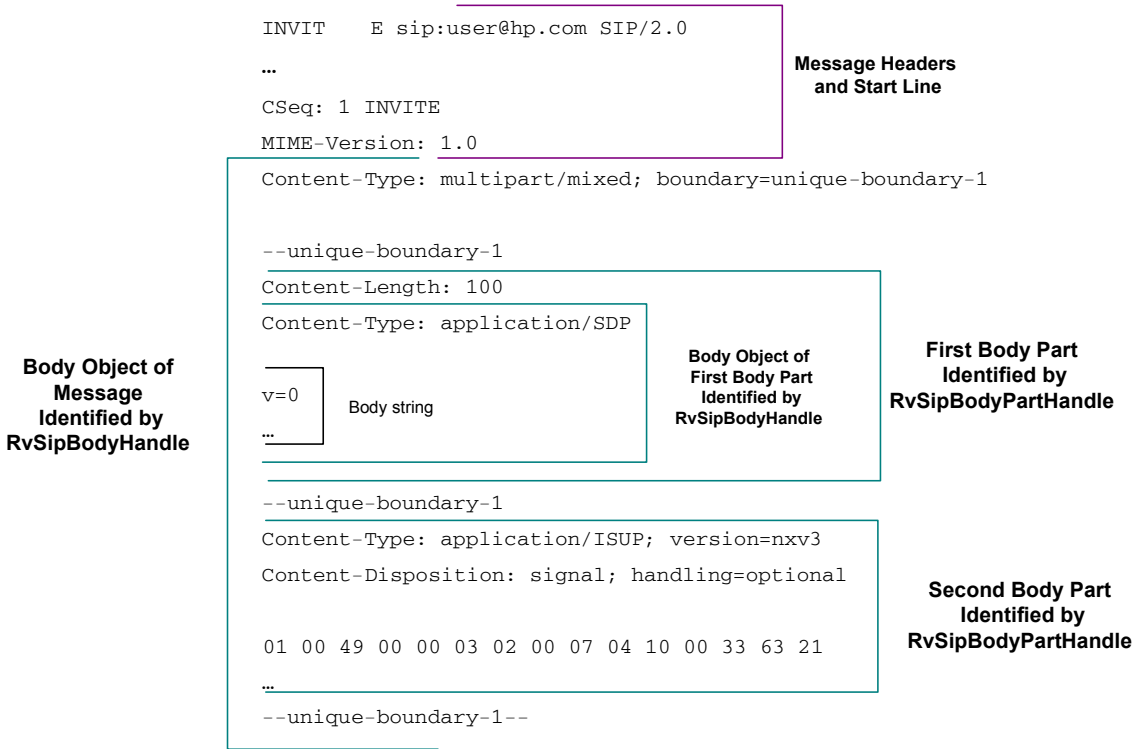 INVIT E sip:user@hp.com SIP/2.0
…
Message Headers
and Start Line
CSeq: 1 INVITE
MIME-Version: 1.0
Content-Type: multipart/mixed; boundary=unique-boundary-1
--unique-boundary-1
Content-Length: 100
Content-Type: application/SDP
v=0
…
Body string
Body Object of
First Body Part
Identified by
RvSipBodyHandle
First Body Part
Identified by
RvSipBodyPartHandle
Body Object of
Message
Identified by
RvSipBodyHandle
--unique-boundary-1
Content-Type: application/ISUP; version=nxv3
Content-Disposition: signal; handling=optional
01 00 49 00 00 03 02 00 07 04 10 00 33 63 21
…
Second Body Part
Identified by
RvSipBodyPartHandle
--unique-boundary-1--